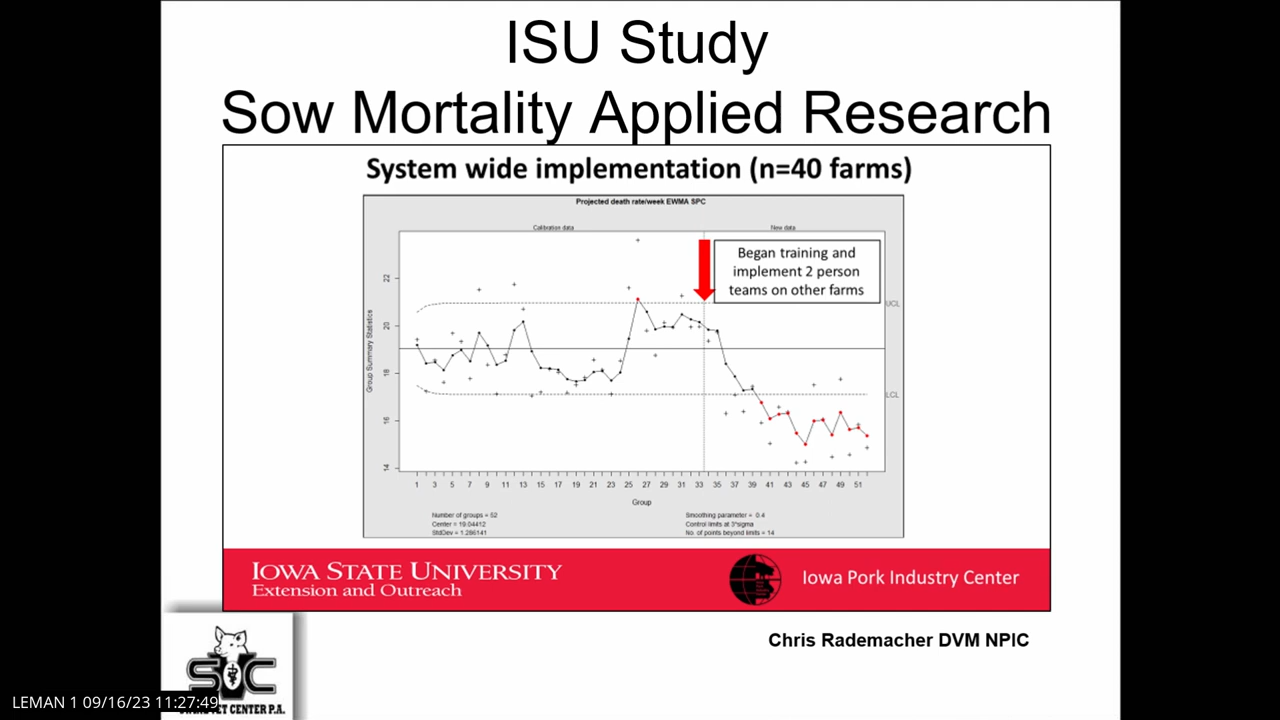 ISU Study
Sow Mortality Applied Research
System wide implementation (n=40 farms)
Projected death rate/week EWMA SPC
Calibration data
New data
Began training and
implement 2 person
teams on other farms
UCL
LCL
Group Summary Statistics
22
20
18
16
14
1 3 5 7 9 11 13 15 17 19 21 23 25 27 29 31 33 35 37 39 41 43 45 47 49 51
Group
Number of groups = 52
Center = 19.04412
StdDev = 1.286141
Smoothing parameter = 0.4
Control limits at 3*sigma
No. of points beyond limits = 14
IOWA STATE UNIVERSITY
Extension and Outreach
Iowa Pork Industry Center
Chris Rademacher DVM NPIC
SVC
VET CENTER P.A.
LEMAN 1 09/16/23 11:27:49